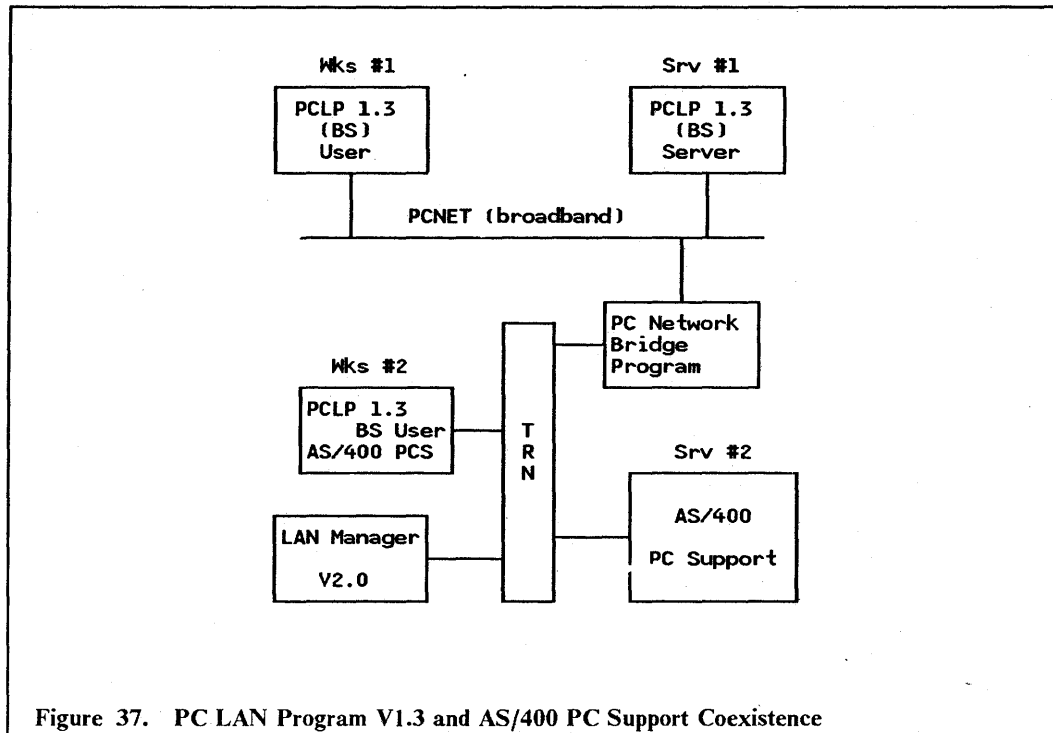 Wks #1
Srv #1
PCLP 1.3
(BS)
User
PCLP 1.3
(BS)
Server
PCNET (broadband)
PC Network
Bridge
Program
Wks #2
PCLP 1.3
BS User
AS/400 PCS
T
R
N
Srv #2
AS/400
PC Support
LAN Manager
V2.0
Figure 37. PC LAN Program V1.3 and AS/400 PC Support Coexistence